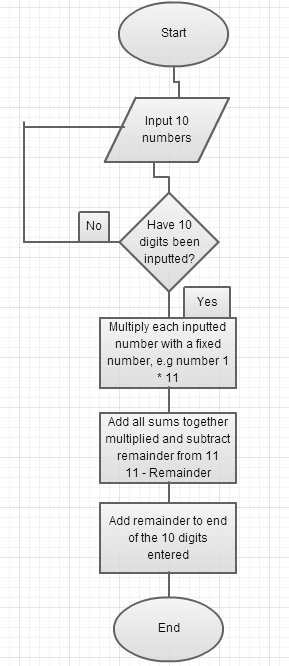 Start
Input 10
numbers
Have 10
digits been
inputted?
No
Yes
Multiply each inputted
number with a fixed
number, e.g number 1
* 11
Add all sums together
multiplied and subtract
remainder from 11
11 - Remainder
Add remainder to end
of the 10 digits
entered
End